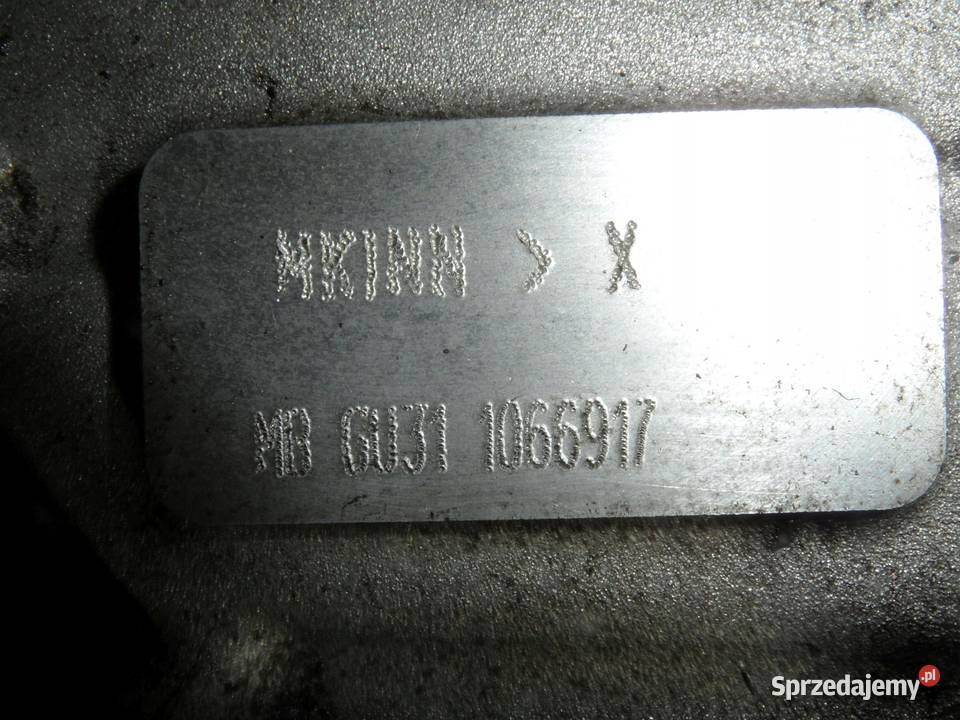 MKINN > X
MB GU31 1066917
Sprzedajemy.pl